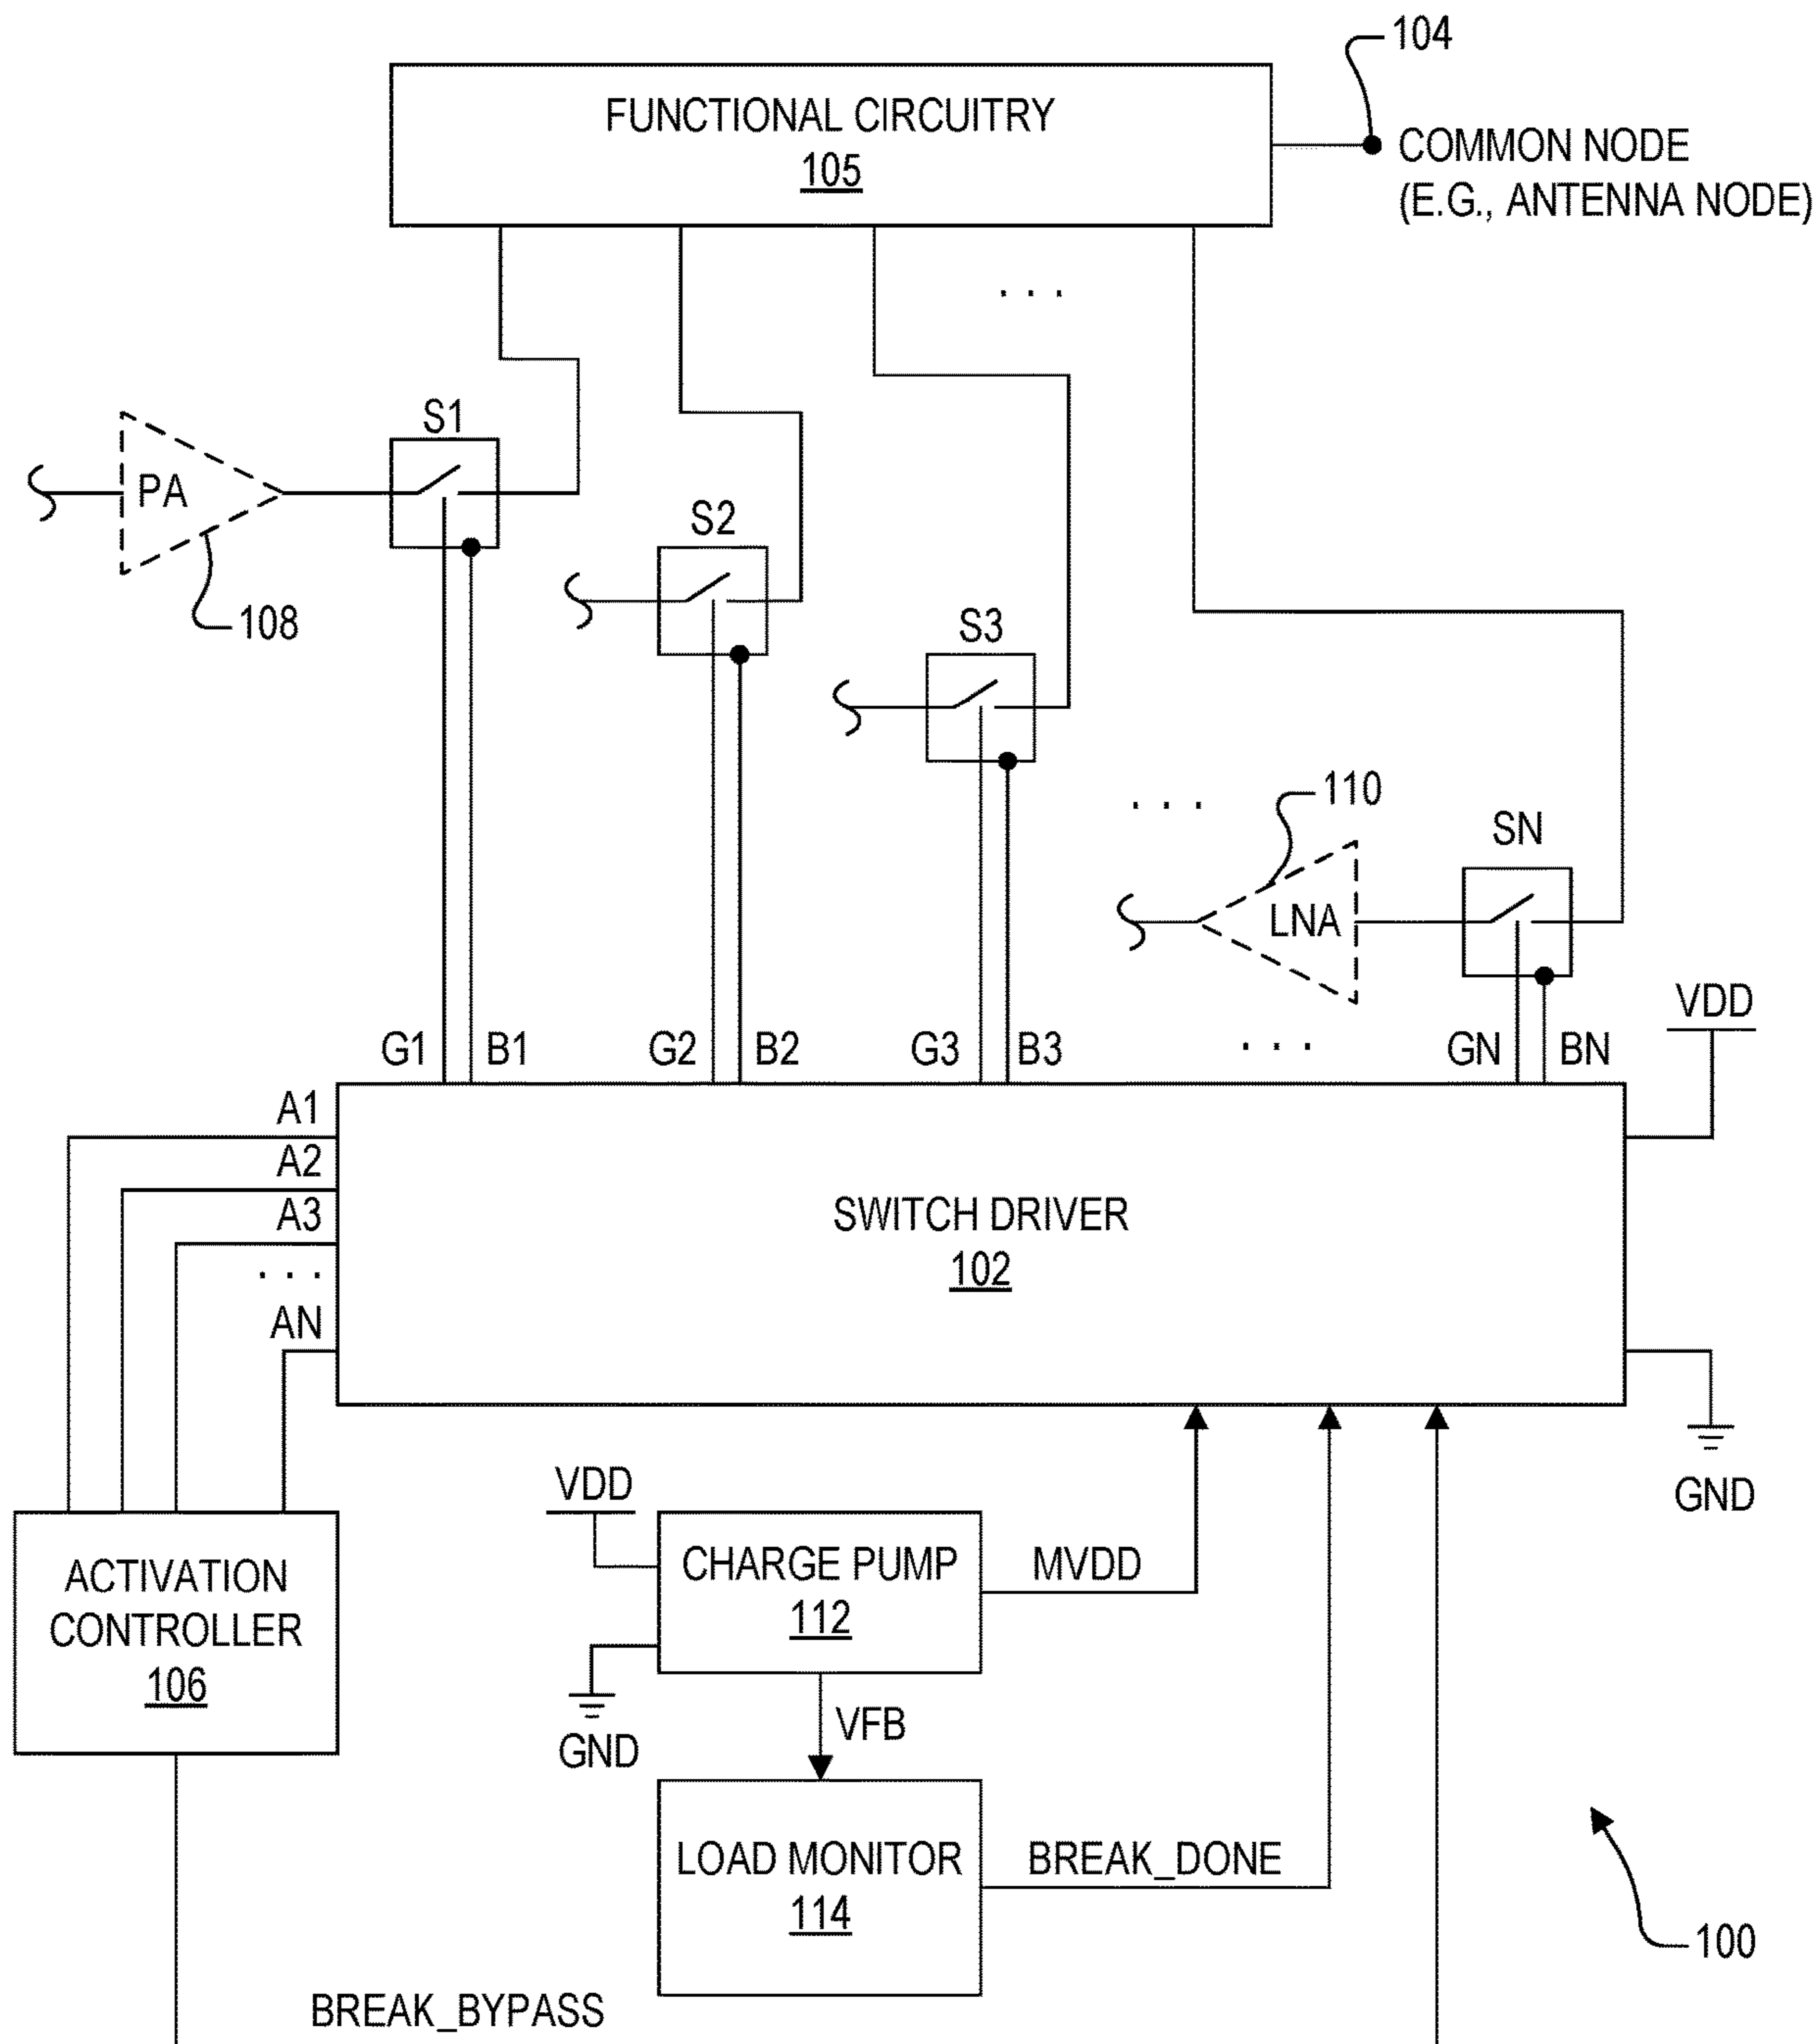 104
FUNCTIONAL CIRCUITRY
105
COMMON NODE
(E.G., ANTENNA NODE)
. . .
S1
PA
S2
108
S3
. . .
110
SN
LNA
VDD
G1
B1
G2
B2
G3
B3
. . .
GN
BN
A1
A2
A3
. . .
AN
SWITCH DRIVER
102
VDD
GND
CHARGE PUMP
112
MVDD
ACTIVATION
CONTROLLER
106
GND
VFB
LOAD MONITOR
114
BREAK_DONE
100
BREAK_BYPASS